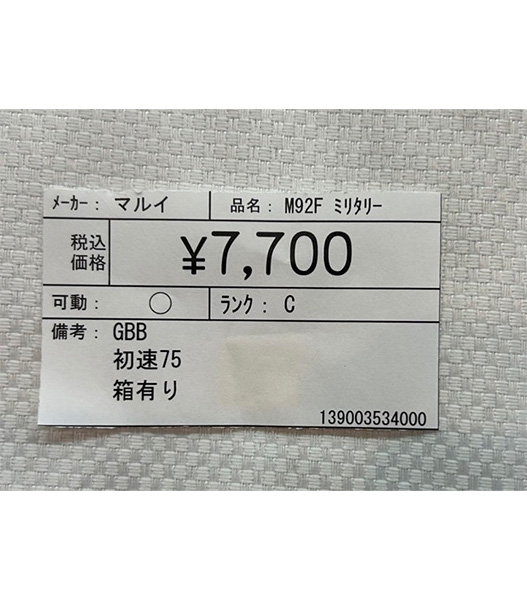 ﾒｰｶｰ: マルイ 品名: M92F ﾐﾘﾀﾘｰ
税込
価格
¥7,700
可動: ○ ﾗﾝｸ: C
備考: GBB
初速75
箱有り
139003534000